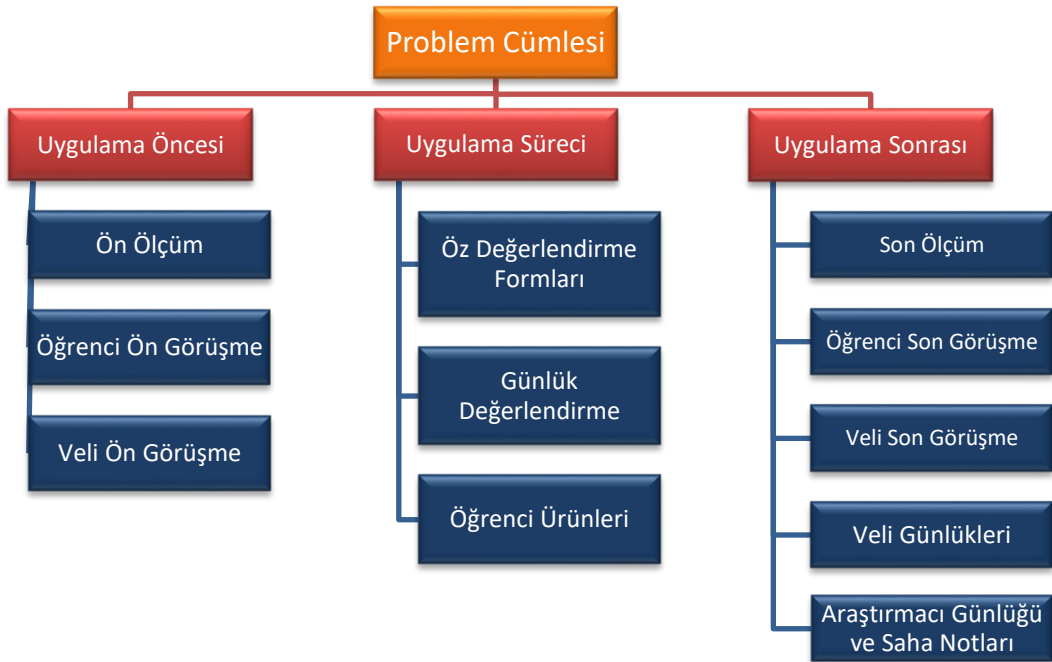 Problem Cümlesi
Uygulama Öncesi
Ön Ölçüm
Öğrenci Ön Görüşme
Veli Ön Görüşme
Uygulama Süreci
Öz Değerlendirme
Formları
Günlük
Değerlendirme
Öğrenci Ürünleri
Uygulama Sonrası
Son Ölçüm
Öğrenci Son Görüşme
Veli Son Görüşme
Veli Günlükleri
Araştırmacı Günlüğü
ve Saha Notları